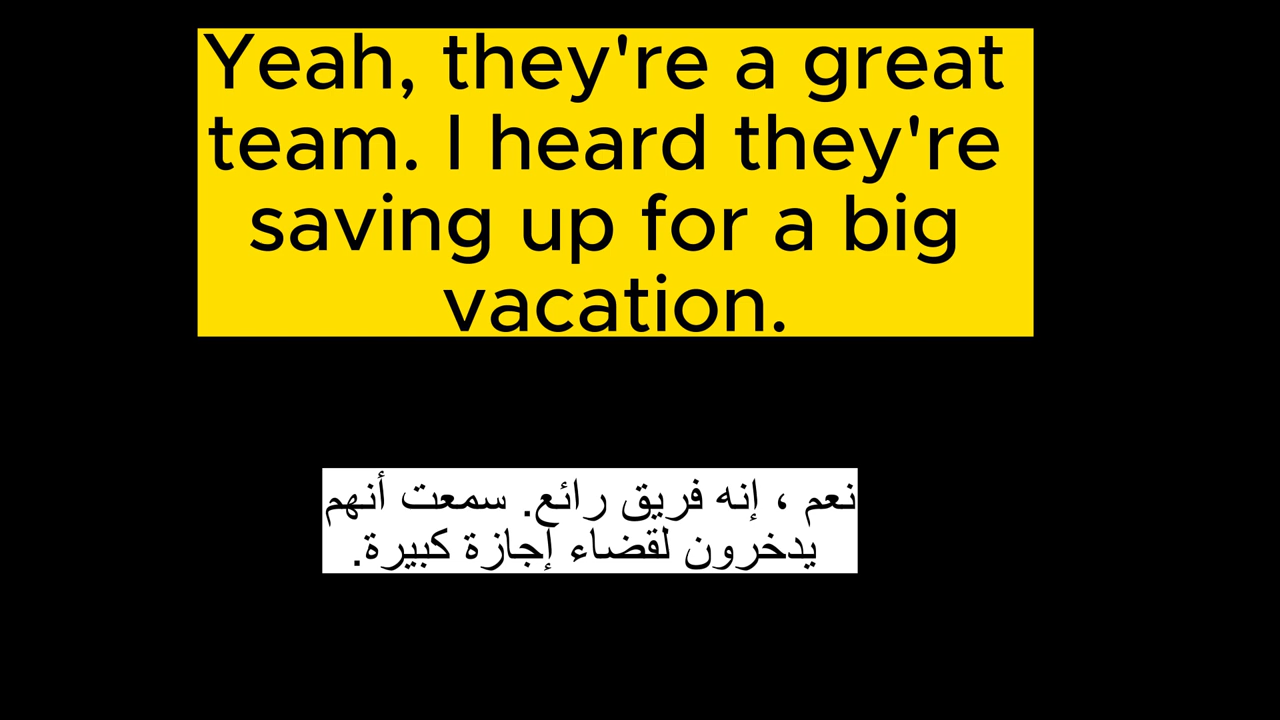 Yeah, they're a great
team. I heard they're
saving up for a big
vacation.
نعم ، إنه فريق رائع. سمعت أنهم
يدخرون لقضاء إجازة كبيرة.